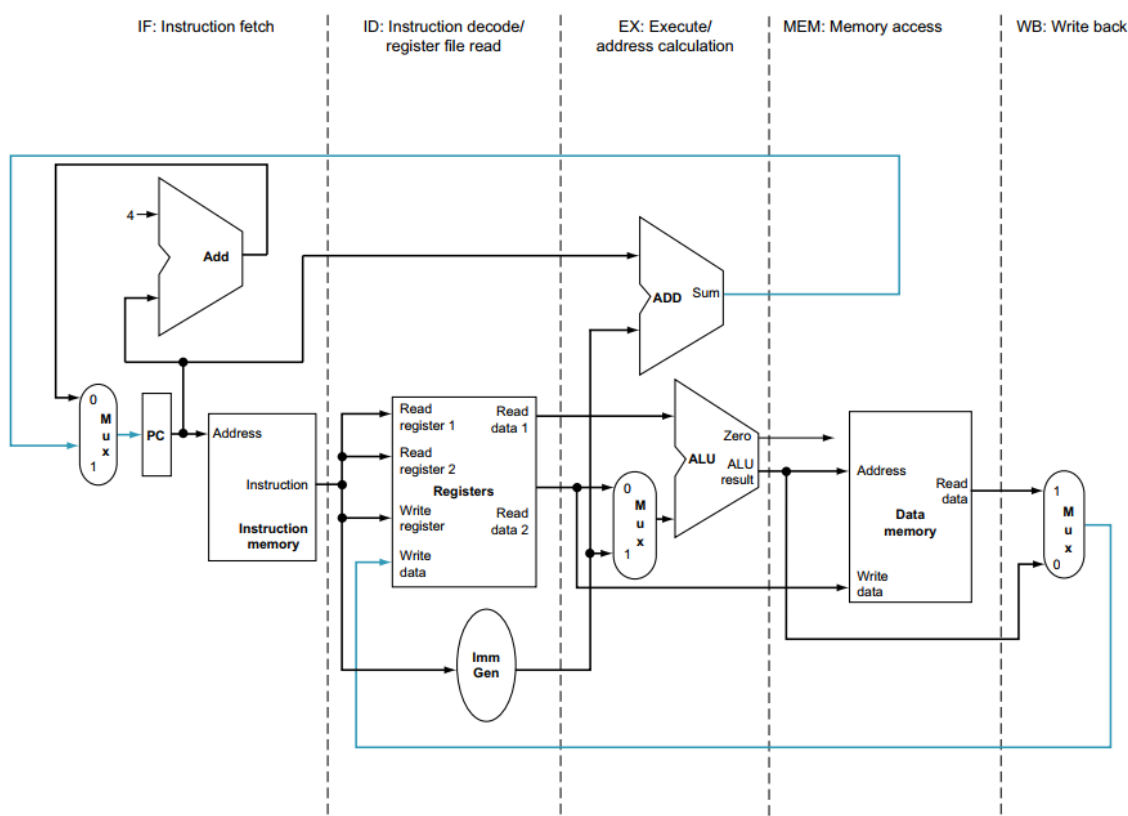 IF: Instruction fetch
ID: Instruction decode/
register file read
EX: Execute/
address calculation
MEM: Memory access
WB: Write back
4
Add
ADD
Sum
0
M
u
x
1
PC
Address
Instruction
Instruction
memory
Read
register 1
Read
register 2
Write
register
Write
data
Registers
Read
data 1
Read
data 2
Imm
Gen
0
M
u
x
1
Zero
ALU
ALU
result
Address
Read
data
Data
memory
Write
data
1
M
u
x
0